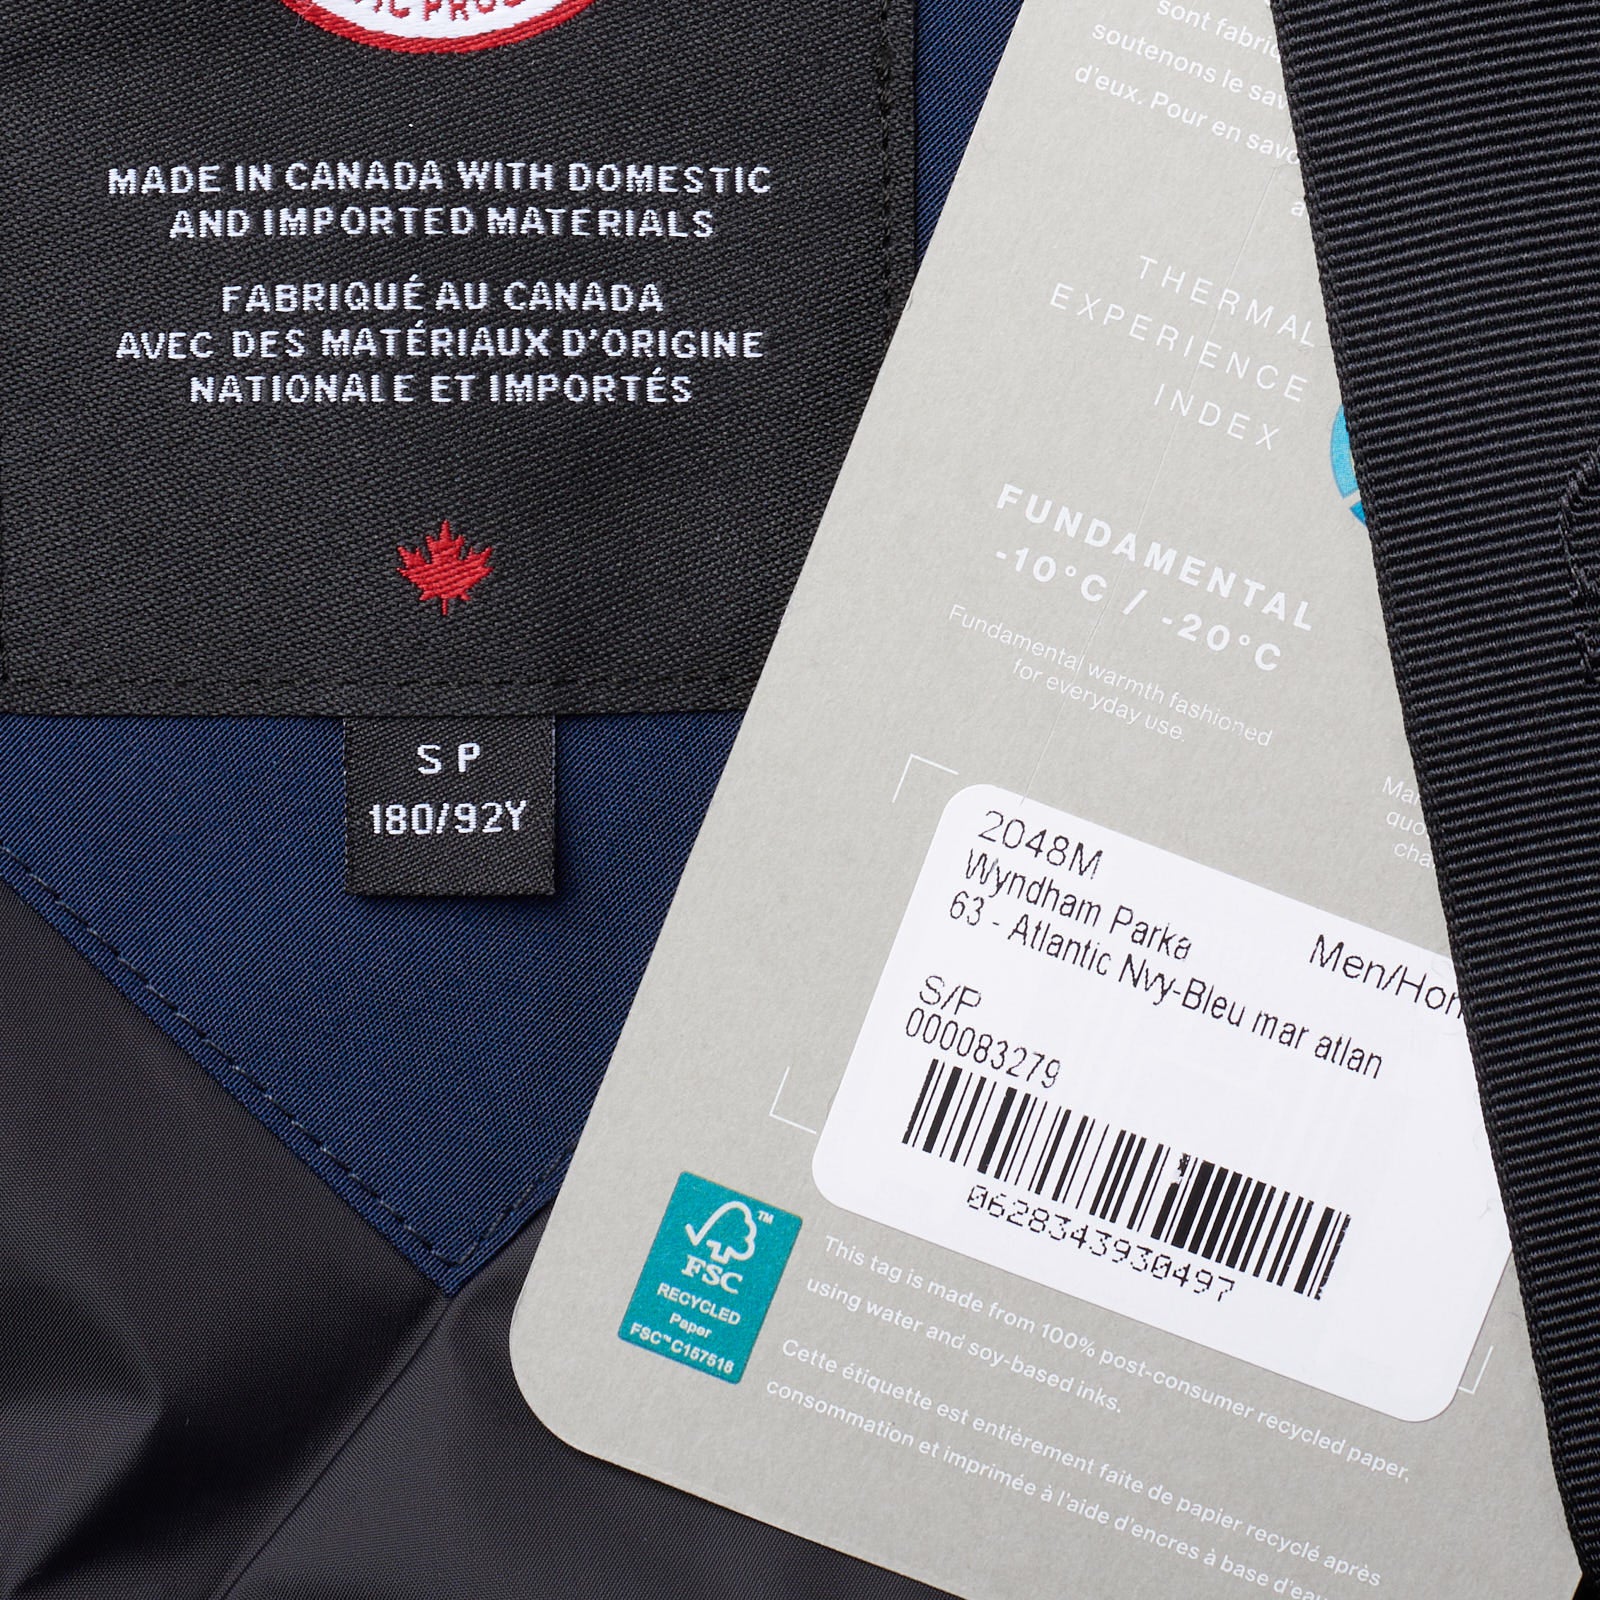 MADE IN CANADA WITH DOMESTIC
AND IMPORTED MATERIALS
FABRIQUÉ AU CANADA
AVEC DES MATÉRIAUX D'ORIGINE
NATIONALE ET IMPORTÉS
S P
180/92Y
sont
soutenons le
d'eux. Pour en
THERMAL
EXPERIENCE
INDEX
FUNDAMENTAL
-10°C / -20°C
Fundamental warmth fashioned
for everyday use.
2048M
Wyndham Parka
Men/Hom
63 - Atlantic Nvy-Bleu mar atlan
S/P
000083279
0628343930497
FSC™
RECYCLED
Paper
FSC™ C157518
This tag is made from 100% post-consumer recycled paper,
using water and soy-based inks.
Cette étiquette est entièrement faite de papier recyclé après
consommation et imprimée à l'aide d'encres à base d'eau